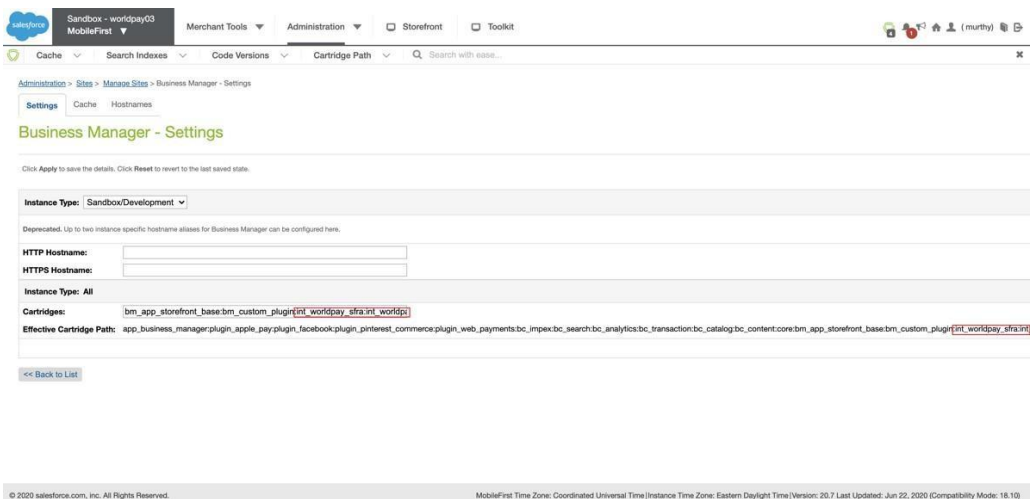 salesforce
Sandbox - worldpay03
MobileFirst ▼ Merchant Tools ▼ Administration ▼ Storefront Toolkit ( murthy)
Cache Search Indexes Code Versions Cartridge Path Search with ease...
Administration > Sites > Manage Sites > Business Manager - Settings
Settings Cache Hostnames
Business Manager - Settings
Click Apply to save the details. Click Reset to revert to the last saved state.
Instance Type: Sandbox/Development
Deprecated. Up to two instance specific hostname aliases for Business Manager can be configured here.
HTTP Hostname:
HTTPS Hostname:
Instance Type: All
Cartridges: bm_app_storefront_base:bm_custom_plugin:int_worldpay_sfra:int_worldp
Effective Cartridge Path: app_business_manager:plugin_apple_pay:plugin_facebook:plugin_pinterest_commerce:plugin_web_payments:bc_impex:bc_search:bc_analytics:bc_transaction:bc_catalog:bc_content:core:bm_app_storefront_base:bm_custom_plugin:int_worldpay_sfra:int
<< Back to List
© 2020 salesforce.com, inc. All Rights Reserved. MobileFirst Time Zone: Coordinated Universal Time | Instance Time Zone: Eastern Daylight Time | Version: 20.7 Last Updated: Jun 22, 2020 (Compatibility Mode: 18.10)